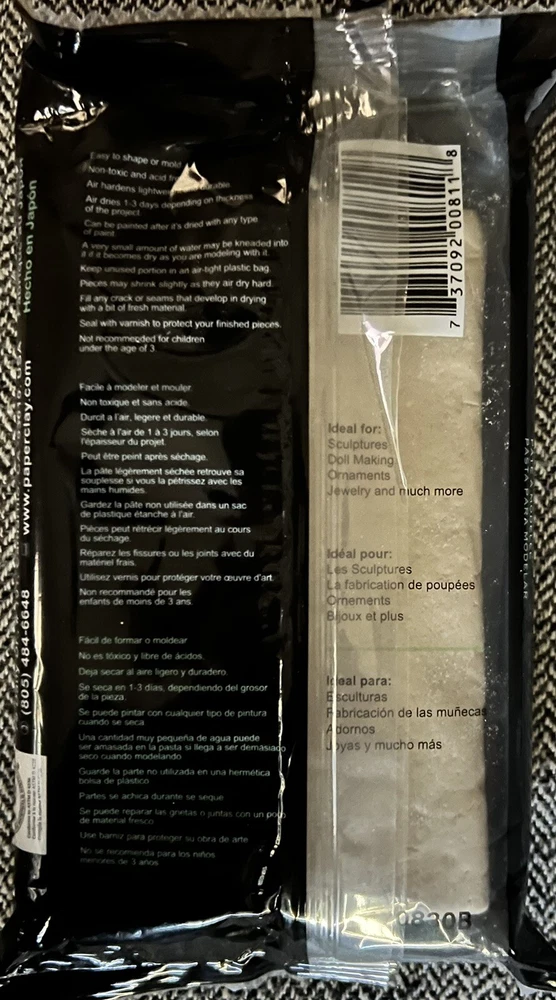 Easy to shape or mold
Non-toxic and acid
Air hardens
Air dries 1-3 days depending on thickness
of the project.
Can be painted after it's dried with any type
of paint.
A very small amount of water may be kneaded into
it if it becomes dry as you are modeling with it.
Keep unused portion in an air-tight plastic bag.
Pieces may shrink slightly as they air dry hard.
Fill any crack or seams that develop in drying
with a bit of fresh material.
Seal with varnish to protect your finished pieces.
Not recommended for children
under the age of 3.
Facile à modeler et mouler.
Non toxique et sans acide.
Durcit a l'air, legere et durable.
Sèche à l'air de 1 à 3 jours, selon
l'épaisseur du projet.
Peut être peint après séchage.
La pâte légèrement séchée retrouve sa
souplesse si vous la pétrissez avec les
mains humides.
Gardez la pâte non utilisée dans un sac
de plastique étanche à l'air.
Pièces peut rétrécir légèrement au cours
du séchage.
Réparez les fissures ou les joints avec du
matériel frais.
Utilisez vernis pour protéger votre œuvre d'art.
Non recommandé pour les
enfants de moins de 3 ans.
Fácil de formar o moldear
No es tóxico y libre de ácidos.
Deja secar al aire ligero y duradero.
Se seca en 1-3 dias, dependiendo del grosor
de la pieza.
Se puede pintar con cualquier tipo de pintura
cuando se seca
Una cantidad muy pequeña de agua puede
ser amasada en la pasta si llega a ser demasiado
seco cuando modelando
Guarde la parte no utilizada en una hermética
bolsa de plástico.
Partes se achica durante se seque
Se puede reparar las grietas o juntas con un poco
de material fresco
Use barniz para proteger su obra de arte
No se recomienda para los niños
menores de 3 años
Hecho en Japón
www.paperclay.com
(805) 484-6648
7 37092 00811 8
Ideal for:
Sculptures
Doll Making
Ornaments
Jewelry and much more
Idéal pour:
Les Sculptures
La fabrication de poupées
Ornements
Bijoux et plus
Ideal para:
Esculturas
Fabricación de las muñecas
Adornos
Joyas y mucho más
PASTA PARA MODELAR